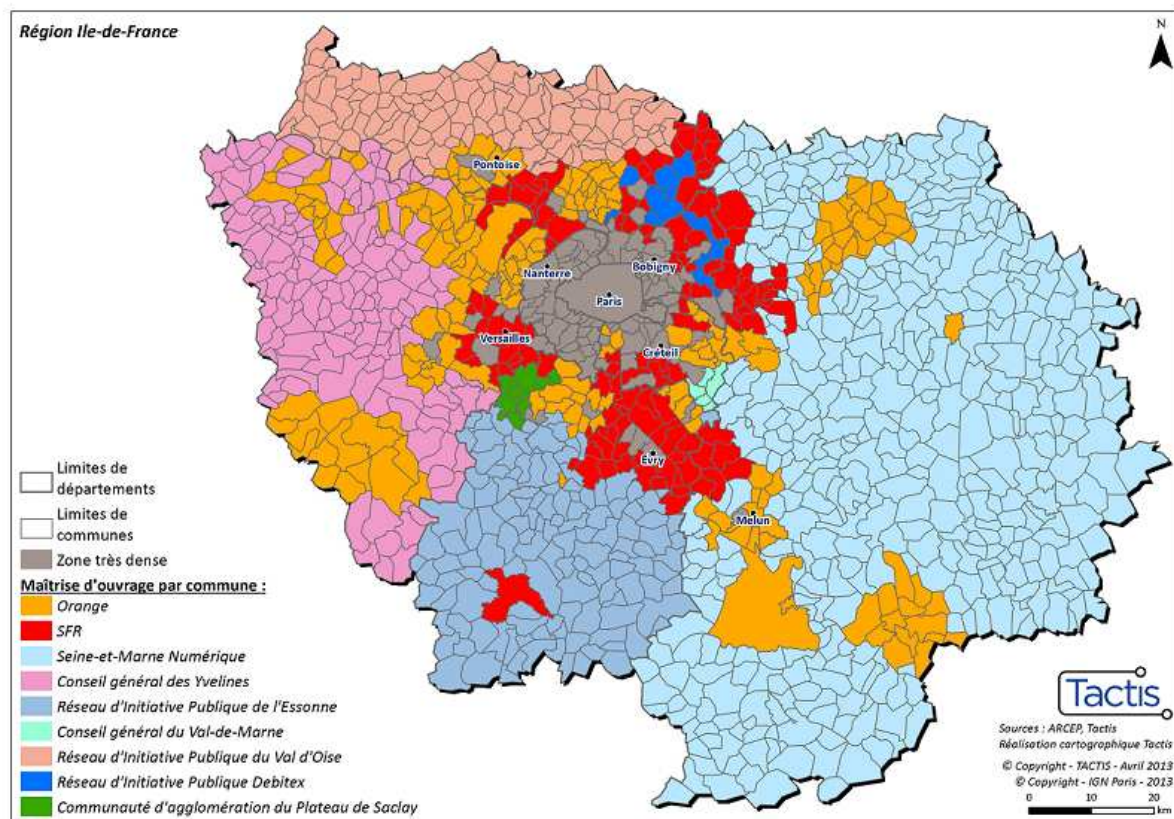 Région Ile-de-France
N
Pontoise
Nanterre
Bobigny
Paris
Versailles
Créteil
Évry
Melun
Limites de
départements
Limites de
communes
Zone très dense
Maîtrise d'ouvrage par commune :
Orange
SFR
Seine-et-Marne Numérique
Conseil général des Yvelines
Réseau d'Initiative Publique de l'Essonne
Conseil général du Val-de-Marne
Réseau d'Initiative Publique du Val d'Oise
Réseau d'Initiative Publique Debitex
Communauté d'agglomération du Plateau de Saclay
Tactis
Sources : ARCEP, Tactis
Réalisation cartographique Tactis
© Copyright - TACTIS - Avril 2013
© Copyright - IGN Paris - 2013
0 10 20
km